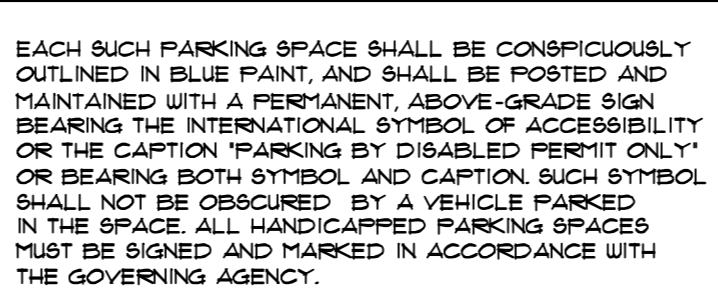 EACH SUCH PARKING SPACE SHALL BE CONSPICUOUSLY
OUTLINED IN BLUE PAINT, AND SHALL BE POSTED AND
MAINTAINED WITH A PERMANENT, ABOVE-GRADE SIGN
BEARING THE INTERNATIONAL SYMBOL OF ACCESSIBILITY
OR THE CAPTION "PARKING BY DISABLED PERMIT ONLY"
OR BEARING BOTH SYMBOL AND CAPTION. SUCH SYMBOL
SHALL NOT BE OBSCURED BY A VEHICLE PARKED
IN THE SPACE. ALL HANDICAPPED PARKING SPACES
MUST BE SIGNED AND MARKED IN ACCORDANCE WITH
THE GOVERNING AGENCY.